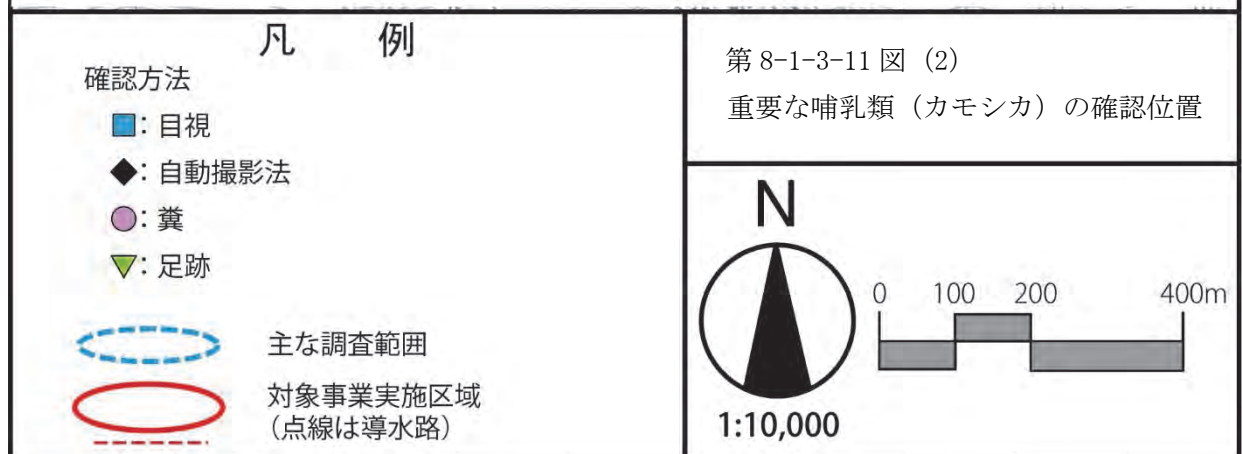 凡 例
確認方法
■：目視
◆：自動撮影法
●：糞
▼：足跡
主な調査範囲
対象事業実施区域
(点線は導水路)
第 8-1-3-11 図 (2)
重要な哺乳類（カモシカ）の確認位置
N
1:10,000
0 100 200 400m